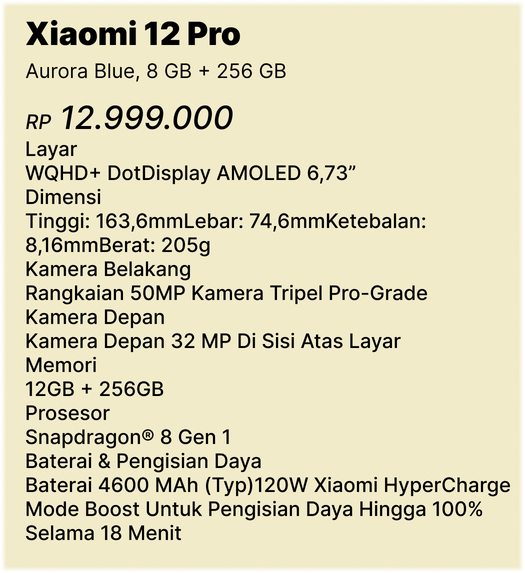 Xiaomi 12 Pro
Aurora Blue, 8 GB + 256 GB
RP 12.999.000
Layar
WQHD+ DotDisplay AMOLED 6,73”
Dimensi
Tinggi: 163,6mmLebar: 74,6mmKetebalan:
8,16mmBerat: 205g
Kamera Belakang
Rangkaian 50MP Kamera Tripel Pro-Grade
Kamera Depan
Kamera Depan 32 MP Di Sisi Atas Layar
Memori
12GB + 256GB
Prosesor
Snapdragon® 8 Gen 1
Baterai & Pengisian Daya
Baterai 4600 MAh (Typ)120W Xiaomi HyperCharge
Mode Boost Untuk Pengisian Daya Hingga 100%
Selama 18 Menit